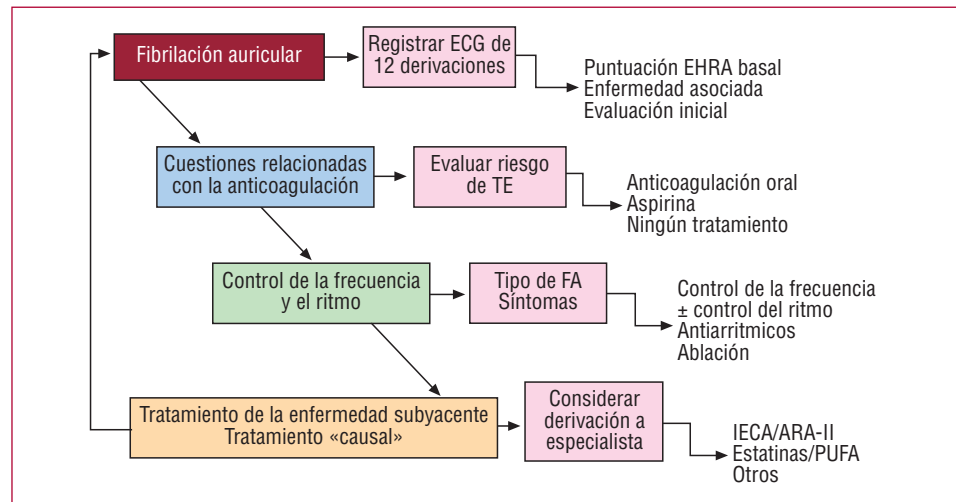 Fibrilación auricular
Registrar ECG de
12 derivaciones
Puntuación EHRA basal
Enfermedad asociada
Evaluación inicial
Cuestiones relacionadas
con la anticoagulación
Evaluar riesgo
de TE
Anticoagulación oral
Aspirina
Ningún tratamiento
Control de la frecuencia
y el ritmo
Tipo de FA
Síntomas
Control de la frecuencia
± control del ritmo
Antiarritmicos
Ablación
Tratamiento de la enfermedad subyacente
Tratamiento «causal»
Considerar
derivación a
especialista
IECA/ARA-II
Estatinas/PUFA
Otros